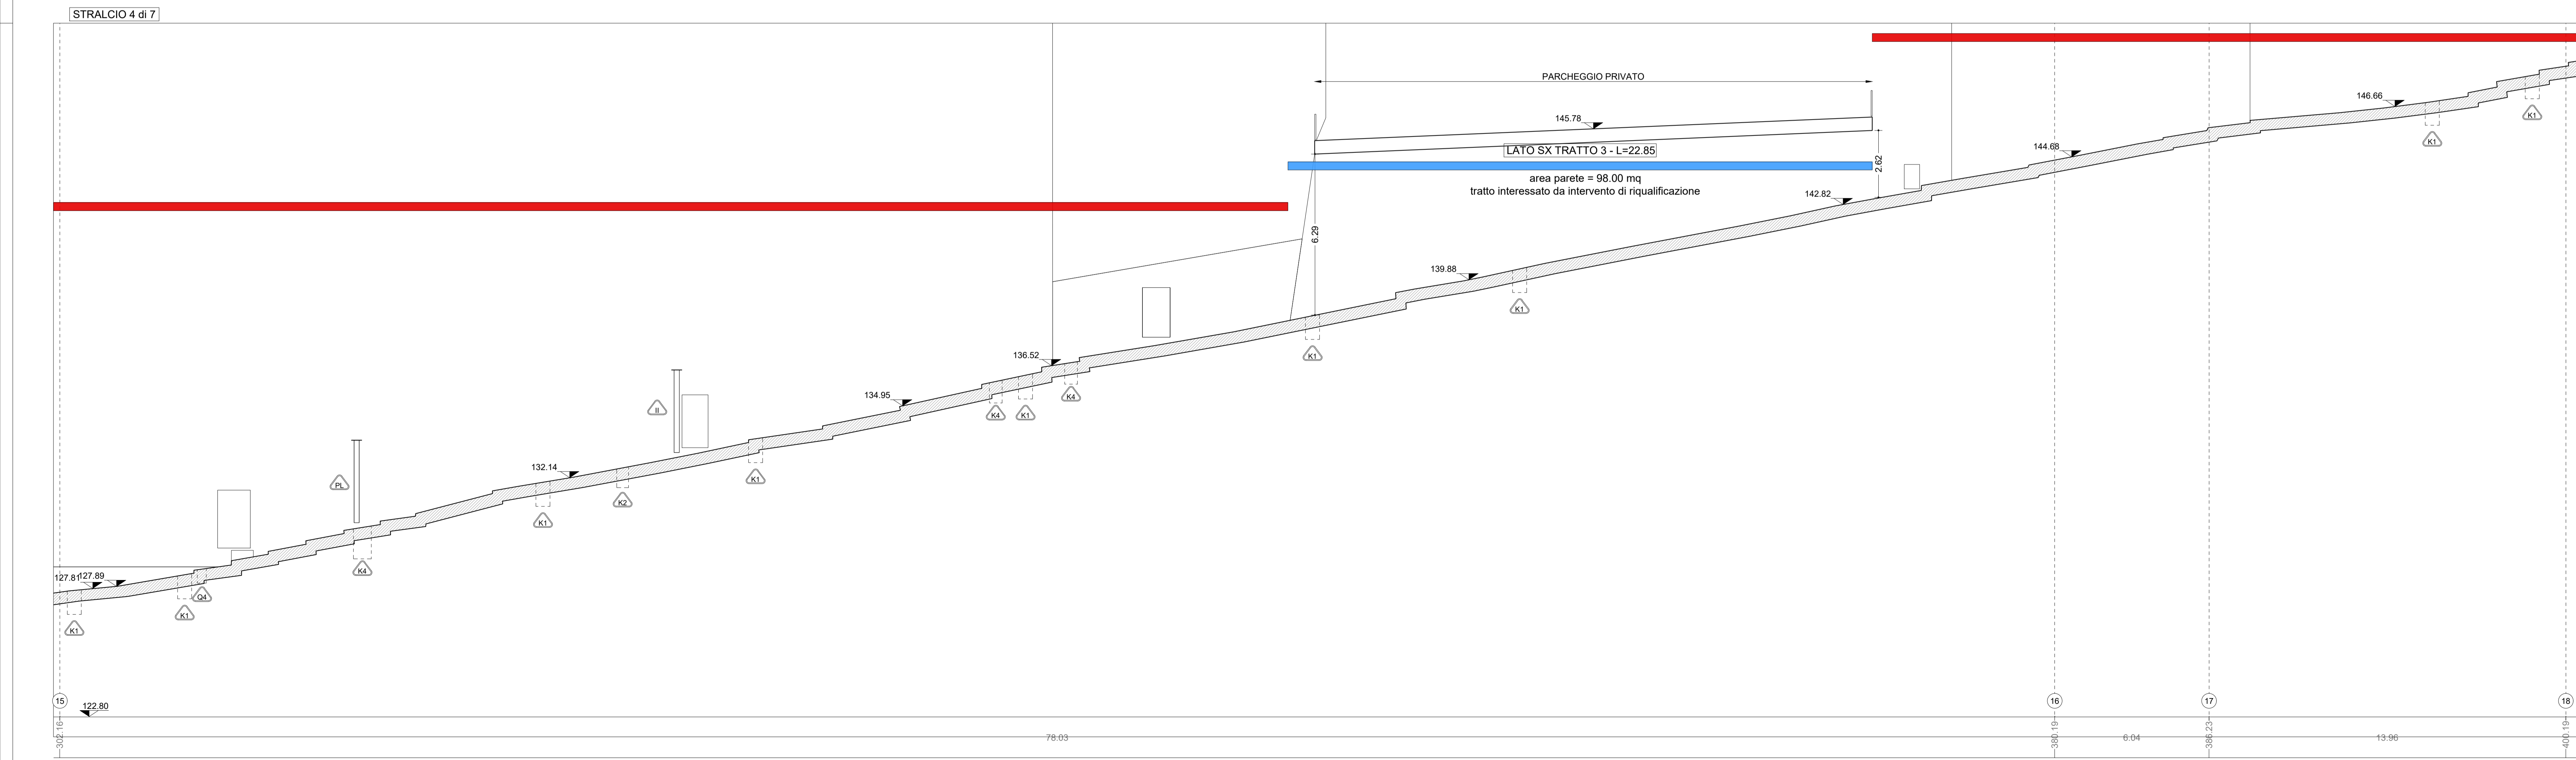 STRALCIO 4 di 7
PARCHEGGIO PRIVATO
146.66
K1
K1
145.78
LATO SX TRATTO 3 - L=22.85
2.62
144.68
area parete = 98.00 mq
tratto interessato da intervento di riqualificazione
142.82
6.29
139.88
K1
K1
136.52
K4
K1
K4
134.95
II
K1
132.14
K2
K1
PL
K4
127.81
127.89
Q4
K1
K1
15
16
17
18
122.80
302.16
78.03
380.19
6.04
386.23
13.96
400.19